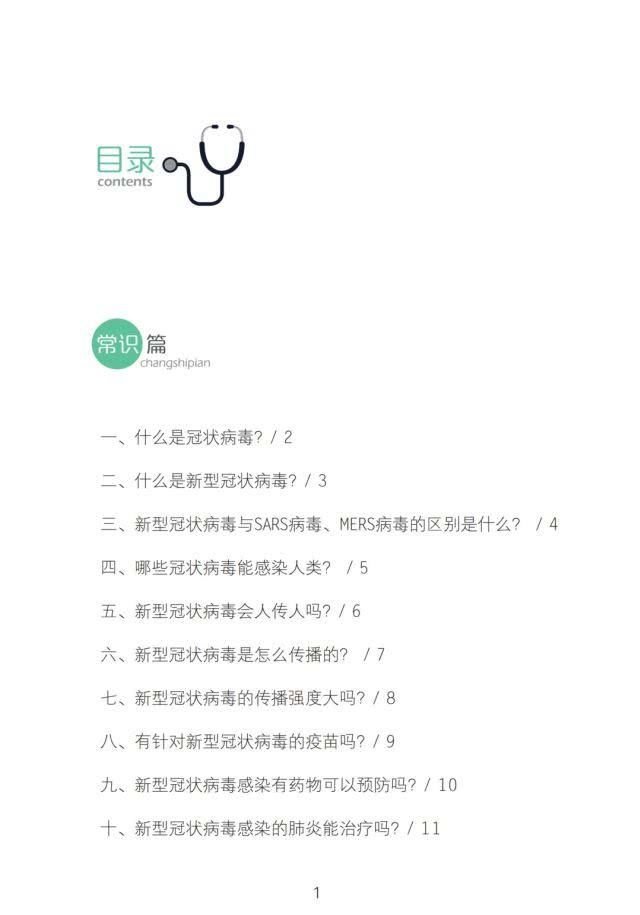 目录
contents
常识篇
changshipian
一、什么是冠状病毒? / 2
二、什么是新型冠状病毒? / 3
三、新型冠状病毒与SARS病毒、MERS病毒的区别是什么? / 4
四、哪些冠状病毒能感染人类? / 5
五、新型冠状病毒会人传人吗? / 6
六、新型冠状病毒是怎么传播的? / 7
七、新型冠状病毒的传播强度大吗? / 8
八、有针对新型冠状病毒的疫苗吗? / 9
九、新型冠状病毒感染有药物可以预防吗? / 10
十、新型冠状病毒感染的肺炎能治疗吗? / 11
1